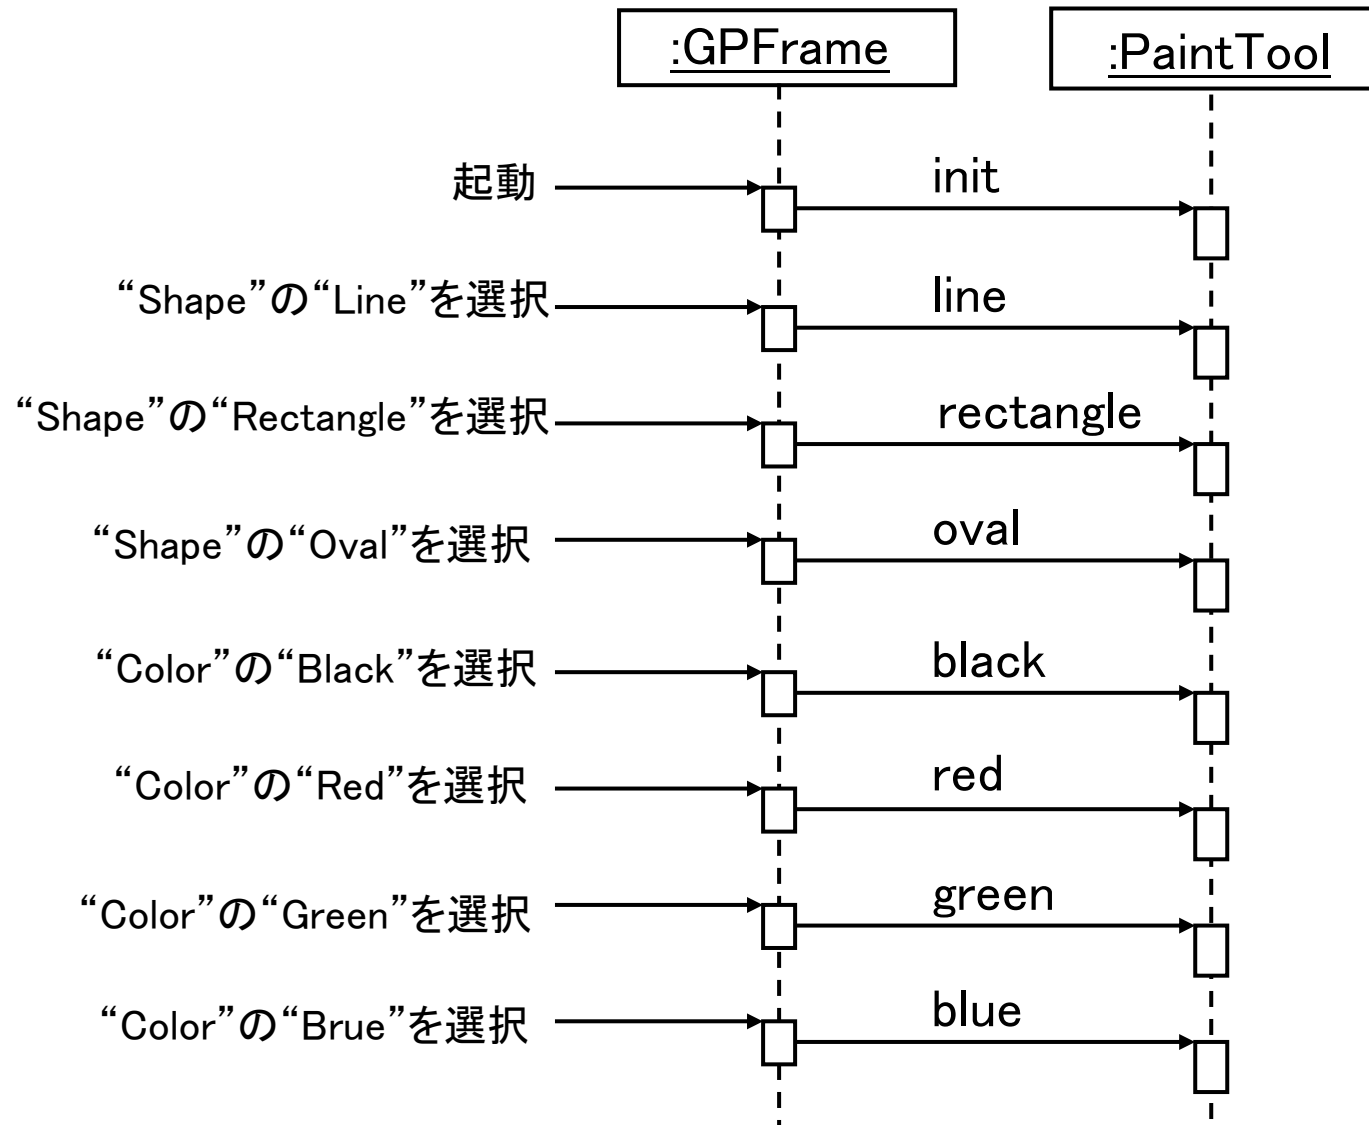 :GPFrame
:PaintTool
起動
init
“Shape”の“Line”を選択
line
“Shape”の“Rectangle”を選択
rectangle
“Shape”の“Oval”を選択
oval
“Color”の“Black”を選択
black
“Color”の“Red”を選択
red
“Color”の“Green”を選択
green
“Color”の“Brue”を選択
blue